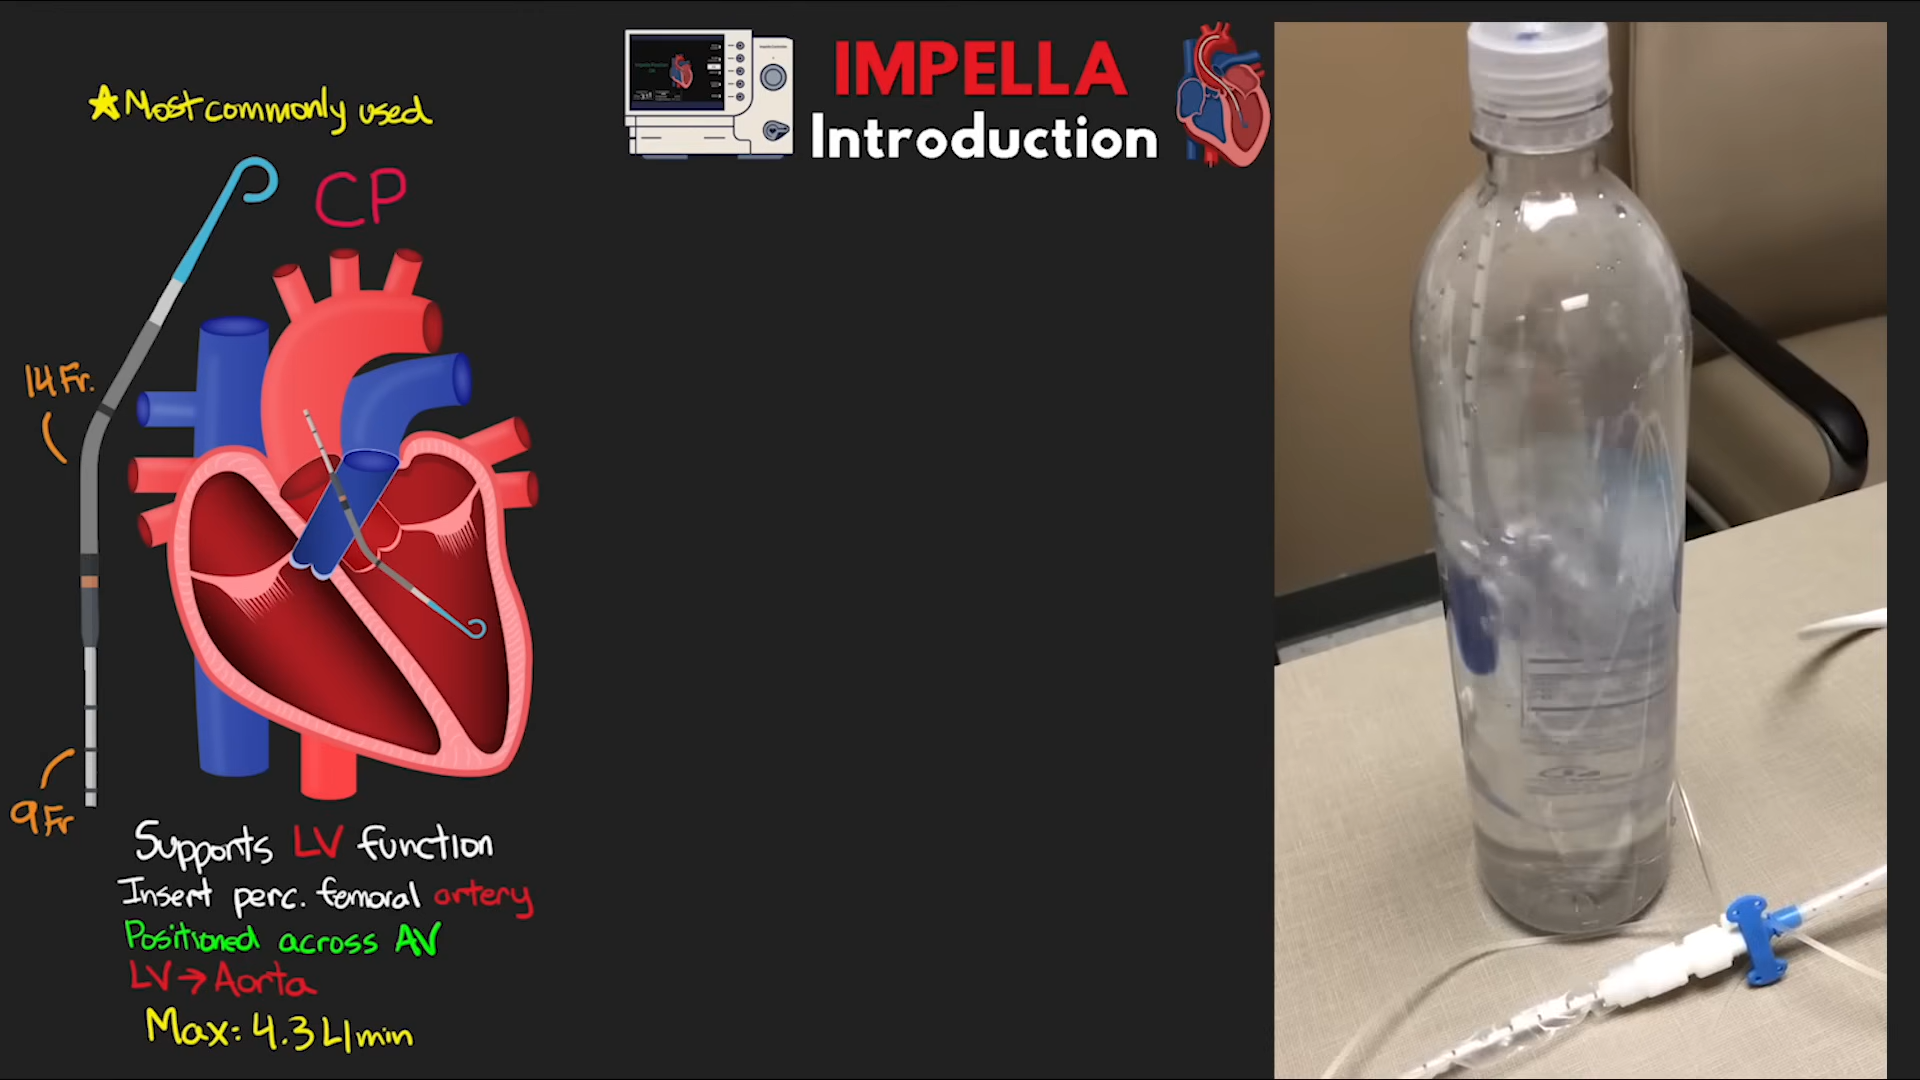 IMPELLA
Introduction
Most commonly used
CP
14 Fr.
9 Fr
Supports LV function
Insert perc. femoral artery
Positioned across AV
LV → Aorta
Max: 4.3 L/min